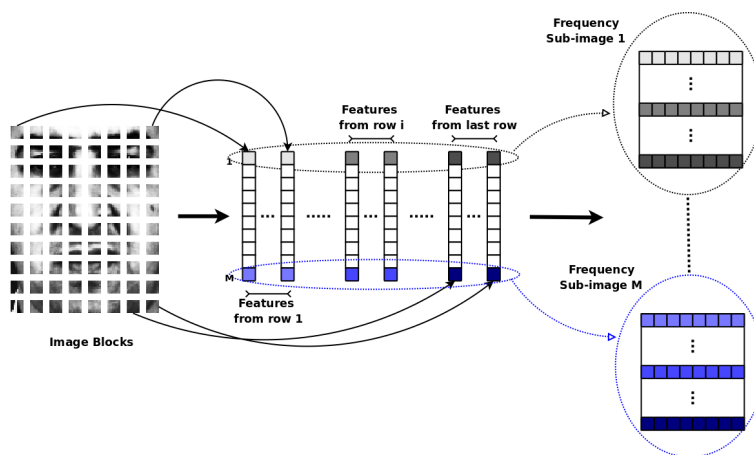 Frequency
Sub-image 1
Features
from row i
Features
from last row
1
M
Features
from row 1
Image Blocks
Frequency
Sub-image M